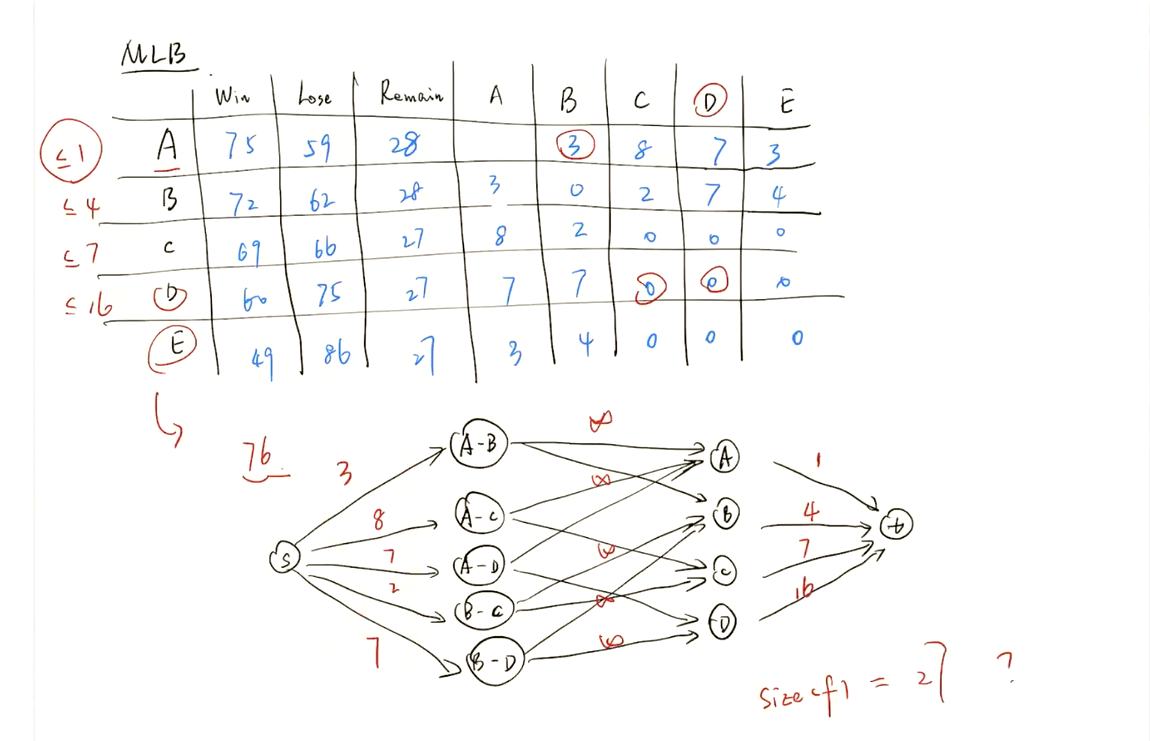 MLB
Win Lose Remain A B C D E
≤1 A 75 59 28 3 8 7 3
≤4 B 72 62 28 3 0 2 7 4
≤7 C 69 66 27 8 2 0 0 0
≤16 D 60 75 27 7 7 0 0 0
E 49 86 27 3 4 0 0 0
76
3 A-B ∞ A 1
8 A-C ∞ B 4
S 7 A-D ∞ C 7 t
2 B-C ∞ D 16
7 B-D ∞
size(f) = 27 ?